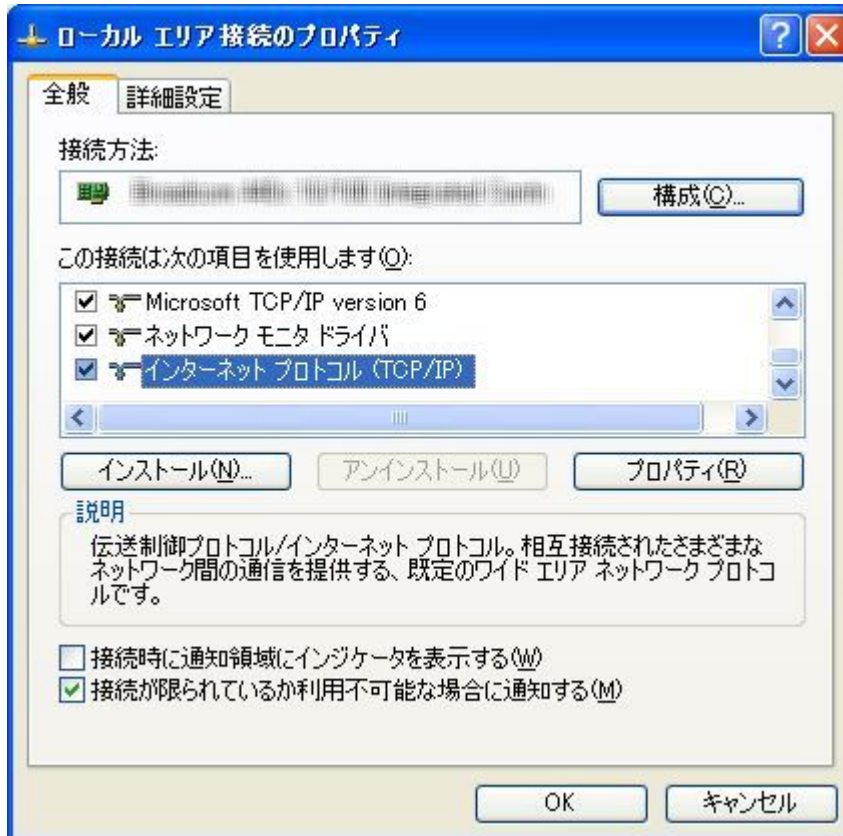 ローカル エリア接続のプロパティ
全般 詳細設定
接続方法:
構成(C)...
この接続は次の項目を使用します(O):
Microsoft TCP/IP version 6
ネットワーク モニタ ドライバ
インターネット プロトコル (TCP/IP)
インストール(N)... アンインストール(U) プロパティ(R)
説明
伝送制御プロトコル/インターネット プロトコル。相互接続されたさまざまな
ネットワーク間の通信を提供する、既定のワイド エリア ネットワーク プロトコ
ルです。
接続時に通知領域にインジケータを表示する(W)
接続が限られているか利用不可能な場合に通知する(M)
OK キャンセル